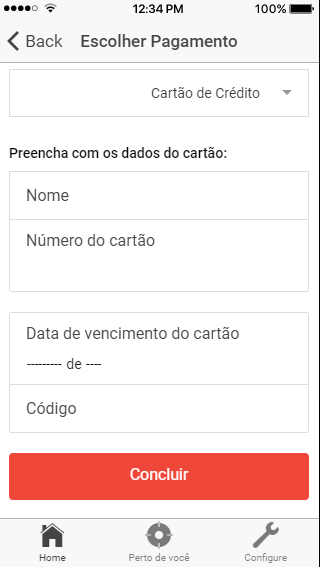 12:34 PM 100%
Back Escolher Pagamento
Cartão de Crédito
Preencha com os dados do cartão:
Nome
Número do cartão
Data de vencimento do cartão
--------- de ----
Código
Concluir
Home Perto de você Configure